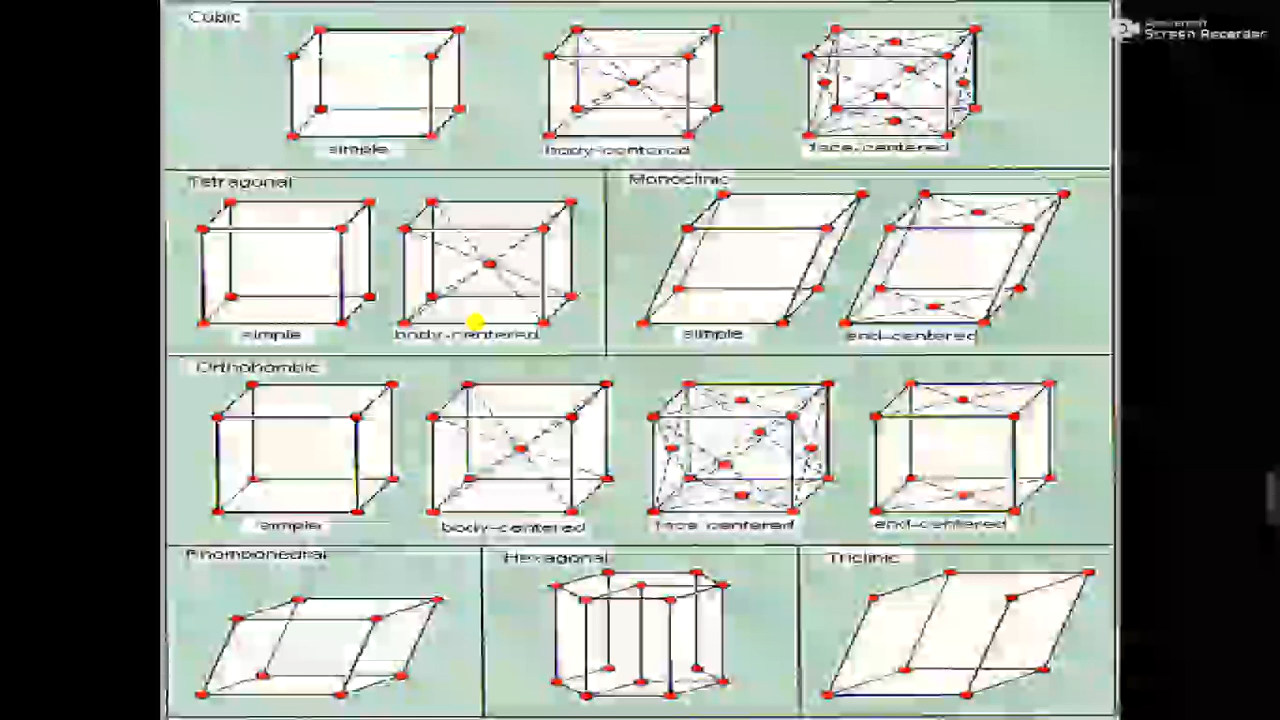 Cubic
Screen Recorder
simple
body-centered
face-centered
Tetragonal
Monoclinic
simple
body-centered
simple
end-centered
Orthohombic
simple
body-centered
face centered
end-centered
Rhombohedral
Hexagonal
Triclinic